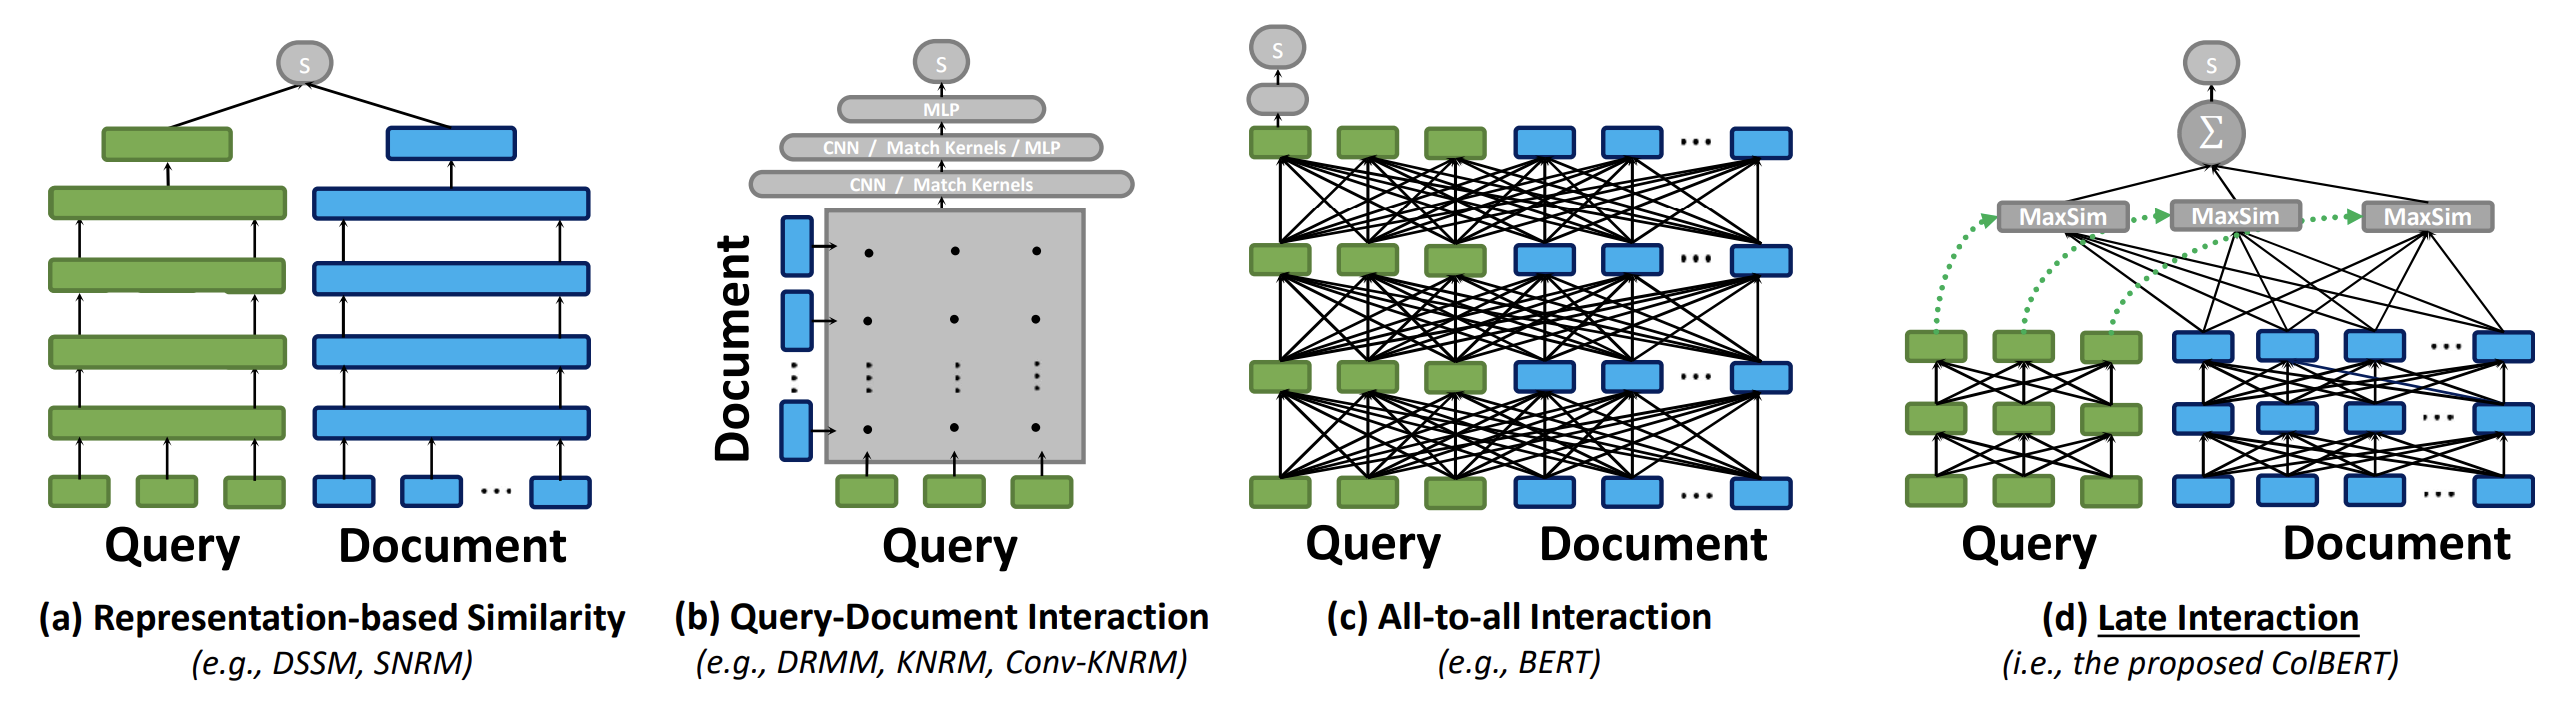 S
Query
Document
(a) Representation-based Similarity
(e.g., DSSM, SNRM)
S
MLP
CNN / Match Kernels / MLP
CNN / Match Kernels
Document
Query
(b) Query-Document Interaction
(e.g., DRMM, KNRM, Conv-KNRM)
S
Query
Document
(c) All-to-all Interaction
(e.g., BERT)
S
Σ
MaxSim
MaxSim
MaxSim
Query
Document
(d) Late Interaction
(i.e., the proposed ColBERT)